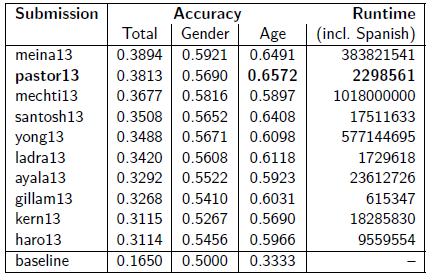 Submission Accuracy Runtime
Total Gender Age (incl. Spanish)
meina13 0.3894 0.5921 0.6491 383821541
pastor13 0.3813 0.5690 0.6572 2298561
mechti13 0.3677 0.5816 0.5897 1018000000
santosh13 0.3508 0.5652 0.6408 17511633
yong13 0.3488 0.5671 0.6098 577144695
ladra13 0.3420 0.5608 0.6118 1729618
ayala13 0.3292 0.5522 0.5923 23612726
gillam13 0.3268 0.5410 0.6031 615347
kern13 0.3115 0.5267 0.5690 18285830
haro13 0.3114 0.5456 0.5966 9559554
baseline 0.1650 0.5000 0.3333 –